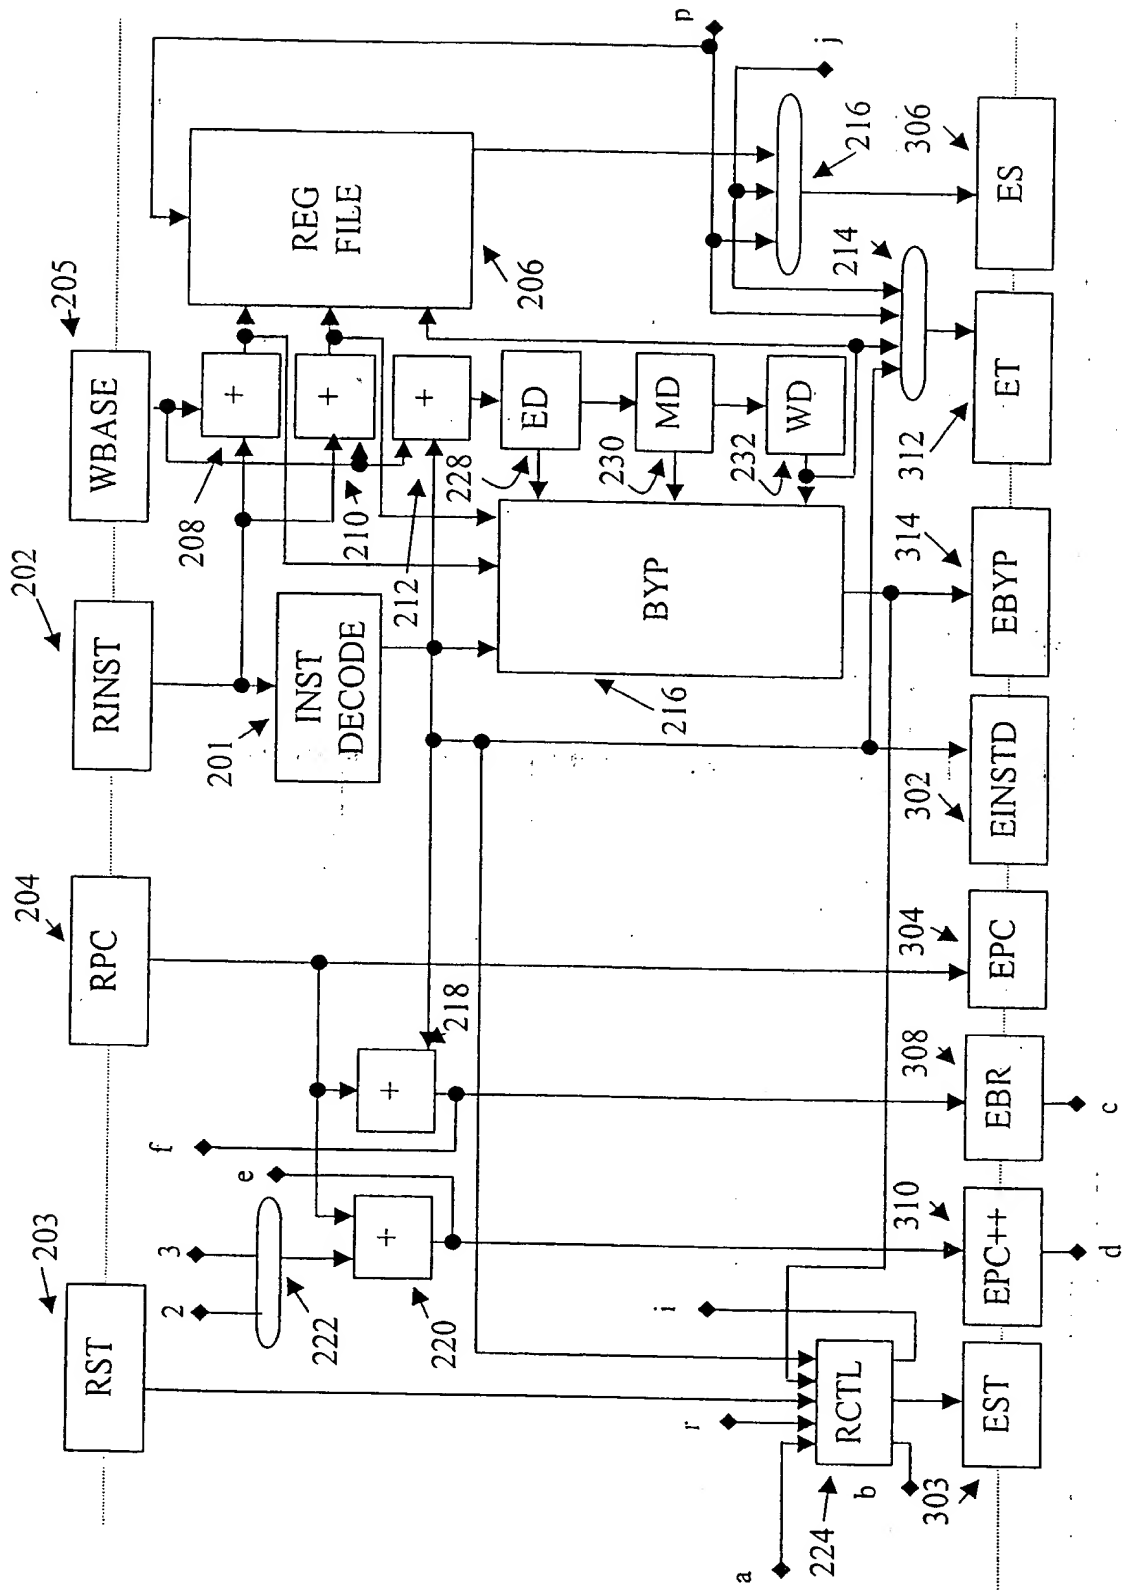 203
RST
204
RPC
202
RINST
205
WBASE
2
3
222
e
f
+
220
+
218
201
INST
DECODE
208
+
210
+
212
+
REG
FILE
206
p
228
ED
230
MD
232
WD
BYP
216
j
216
214
a
r
i
RCTL
224
b
303
EST
310
EPC++
d
308
EBR
c
304
EPC
302
EINSTD
314
EBYP
312
ET
306
ES